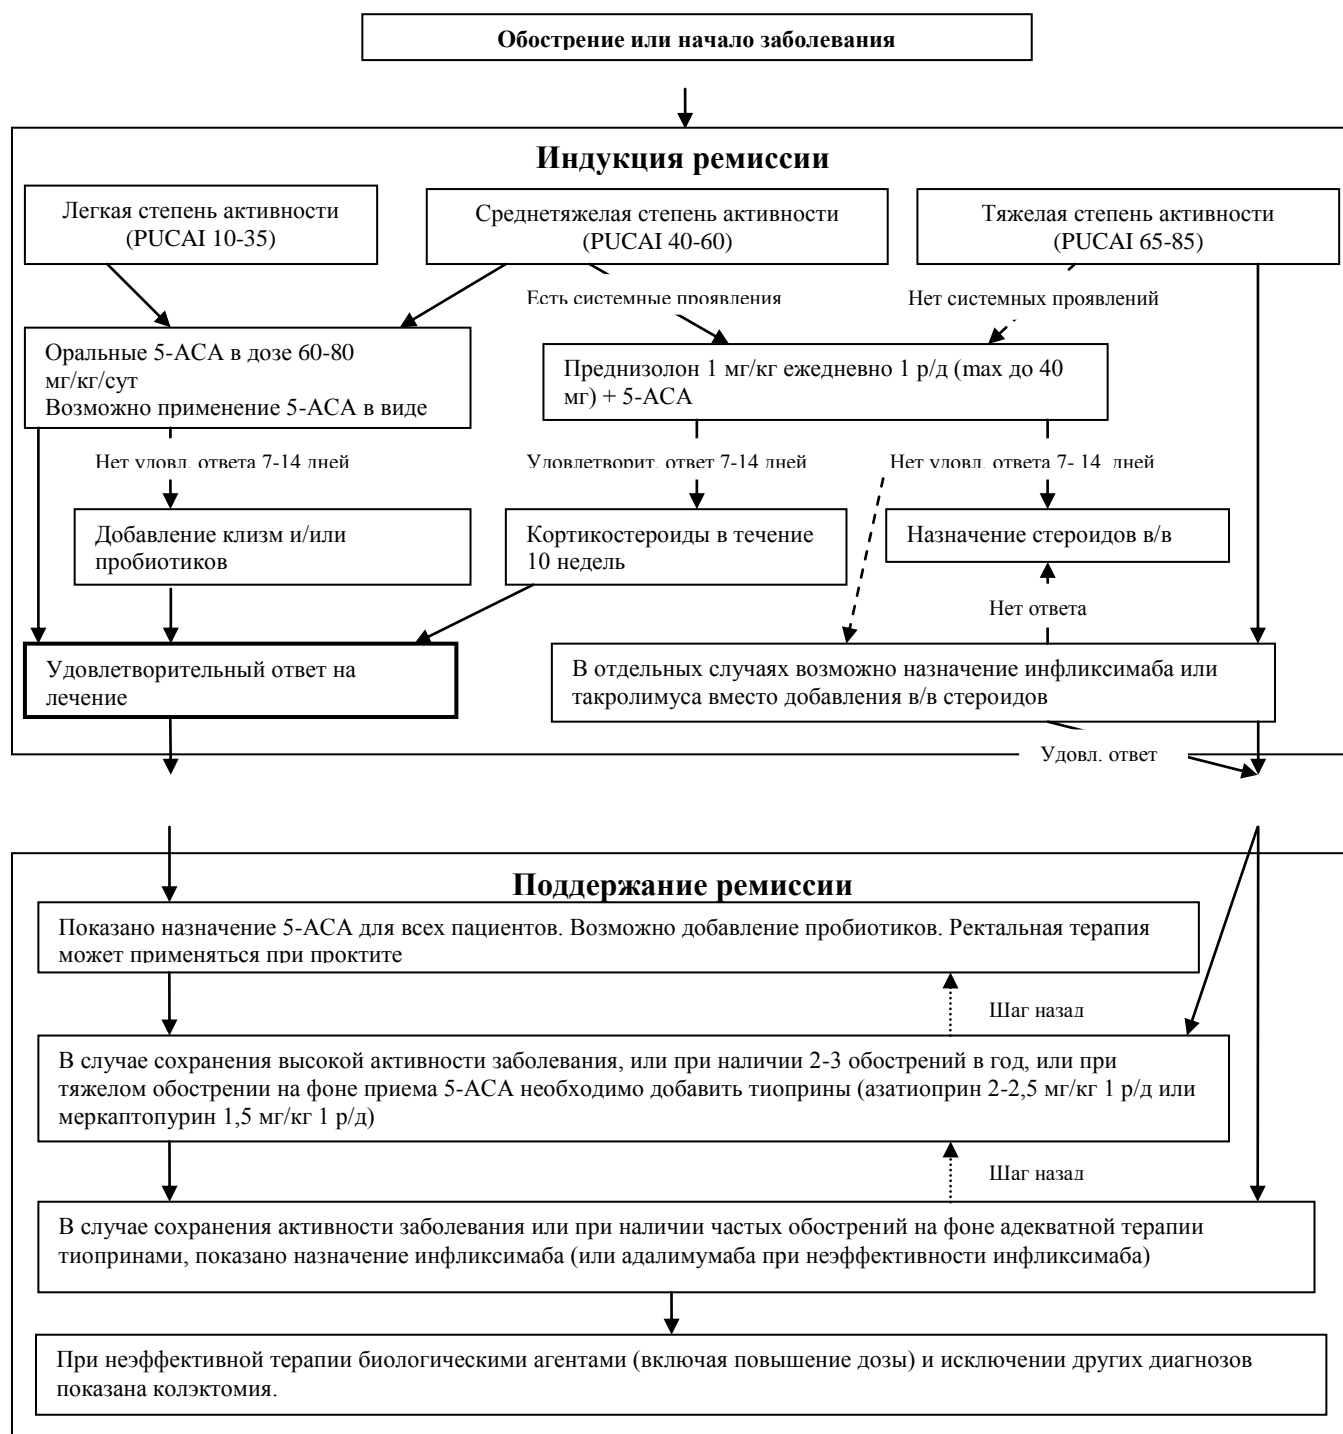 Обострение или начало заболевания
Индукция ремиссии
Легкая степень активности
(PUCAI 10-35)
Среднетяжелая степень активности
(PUCAI 40-60)
Тяжелая степень активности
(PUCAI 65-85)
Есть системные проявления
Нет системных проявлений
Оральные 5-АСА в дозе 60-80
мг/кг/сут
Возможно применение 5-АСА в виде
Преднизолон 1 мг/кг ежедневно 1 р/д (max до 40
мг) + 5-АСА
Нет удовл. ответа 7-14 дней
Удовлетворит. ответ 7-14 дней
Нет удовл. ответа 7- 14 дней
Добавление клизм и/или
пробиотиков
Кортикостероиды в течение
10 недель
Назначение стероидов в/в
Нет ответа
Удовлетворительный ответ на
лечение
В отдельных случаях возможно назначение инфликсимаба или
такролимуса вместо добавления в/в стероидов
Удовл. ответ
Поддержание ремиссии
Показано назначение 5-АСА для всех пациентов. Возможно добавление пробиотиков. Ректальная терапия
может применяться при проктите
Шаг назад
В случае сохранения высокой активности заболевания, или при наличии 2-3 обострений в год, или при
тяжелом обострении на фоне приема 5-АСА необходимо добавить тиоприны (азатиоприн 2-2,5 мг/кг 1 р/д или
меркаптопурин 1,5 мг/кг 1 р/д)
Шаг назад
В случае сохранения активности заболевания или при наличии частых обострений на фоне адекватной терапии
тиопринами, показано назначение инфликсимаба (или адалимумаба при неэффективности инфликсимаба)
При неэффективной терапии биологическими агентами (включая повышение дозы) и исключении других диагнозов
показана колэктомия.